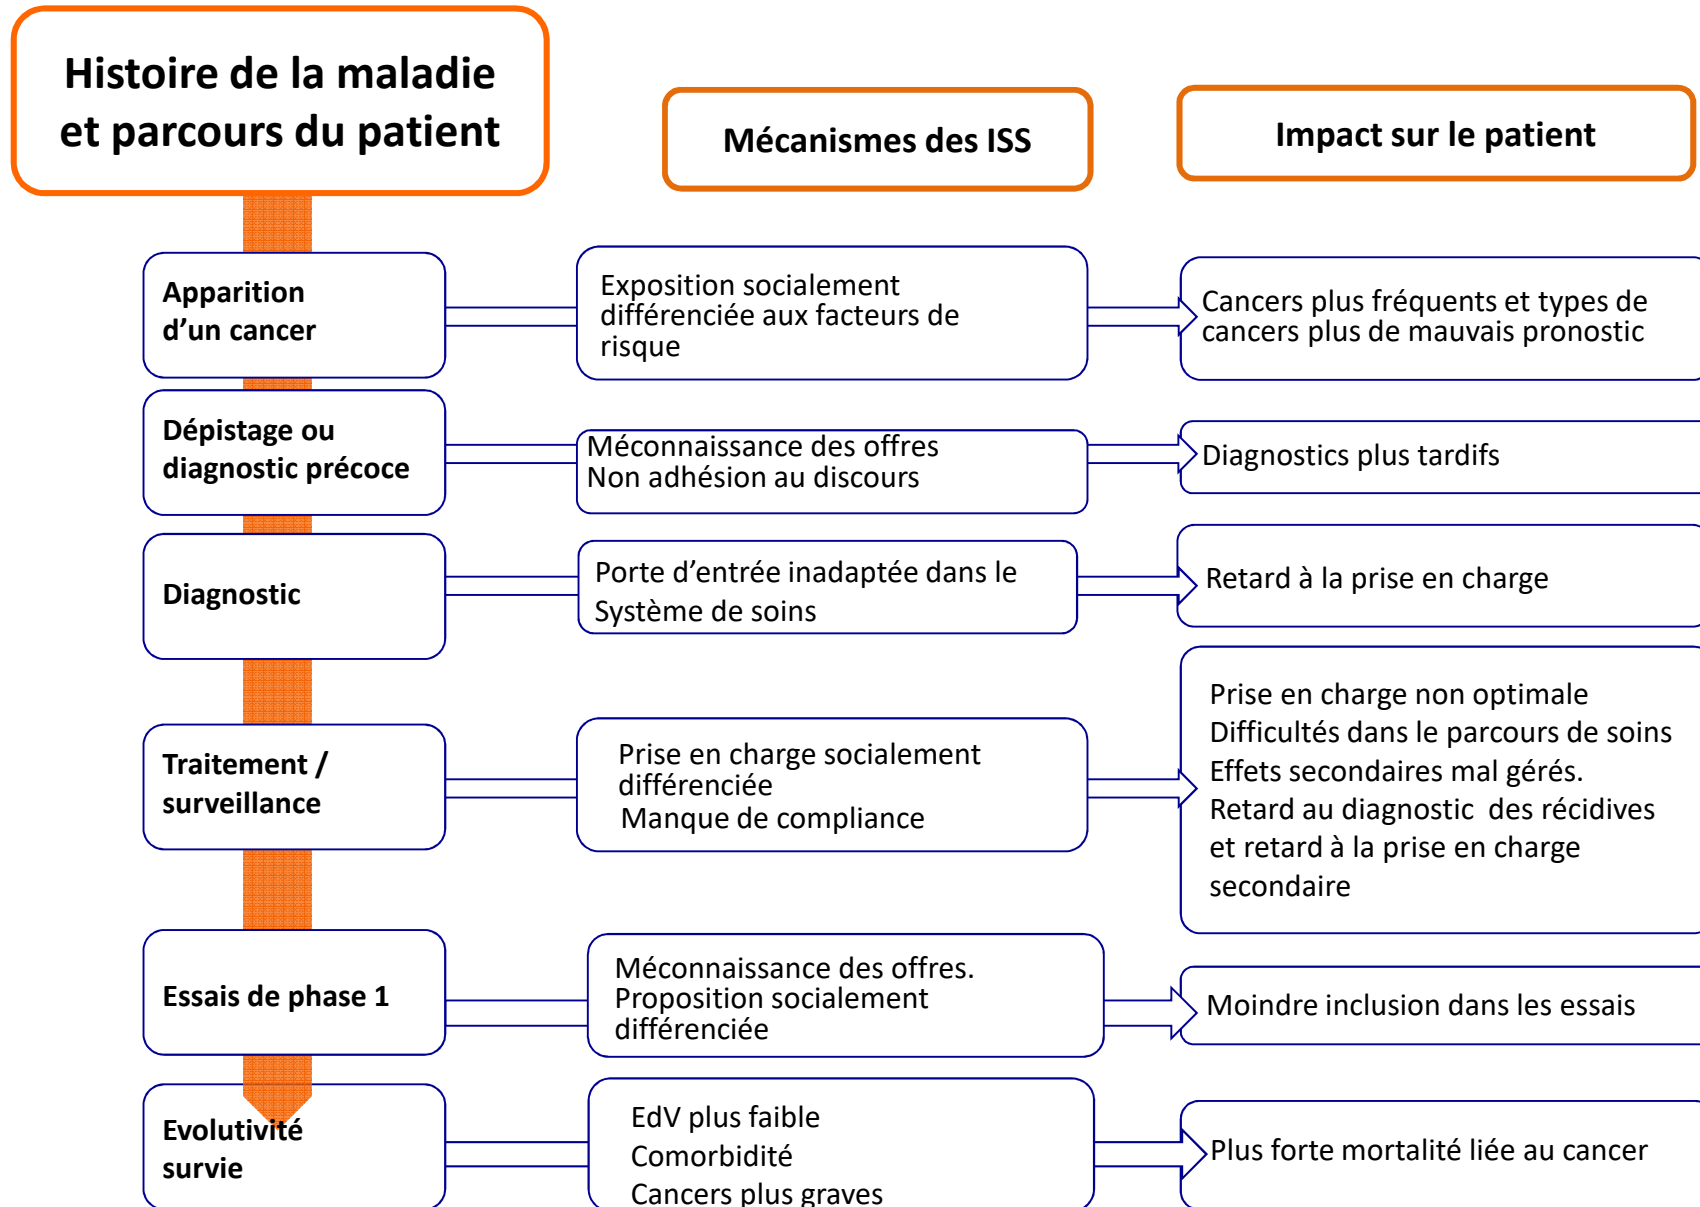 Histoire de la maladie
et parcours du patient
Mécanismes des ISS
Impact sur le patient
Apparition
d'un cancer
Exposition socialement
différenciée aux facteurs de
risque
Cancers plus fréquents et types de
cancers plus de mauvais pronostic
Dépistage ou
diagnostic précoce
Méconnaissance des offres
Non adhésion au discours
Diagnostics plus tardifs
Diagnostic
Porte d'entrée inadaptée dans le
Système de soins
Retard à la prise en charge
Traitement /
surveillance
Prise en charge socialement
différenciée
Manque de compliance
Prise en charge non optimale
Difficultés dans le parcours de soins
Effets secondaires mal gérés.
Retard au diagnostic  des récidives
et retard à la prise en charge
secondaire
Essais de phase 1
Méconnaissance des offres.
Proposition socialement
différenciée
Moindre inclusion dans les essais
Evolutivité
survie
EdV plus faible
Comorbidité
Cancers plus graves
Plus forte mortalité liée au cancer